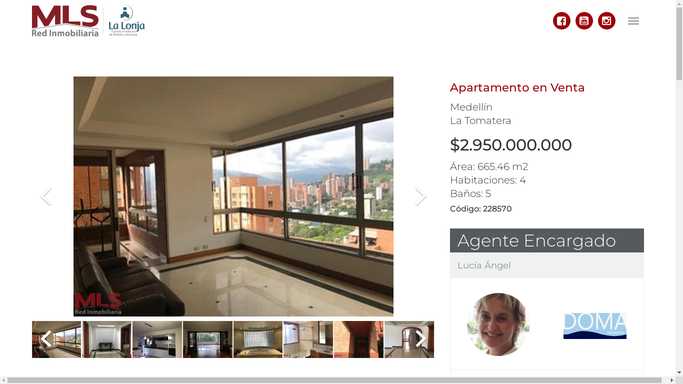 MLS
Red Inmobiliaria
La Lonja
Apartamento en Venta
Medellín
La Tomatera
$2.950.000.000
Área: 665.46 m2
Habitaciones: 4
Baños: 5
Código: 228570
Agente Encargado
Lucía Ángel
DOMA
MLS
Red Inmobiliaria